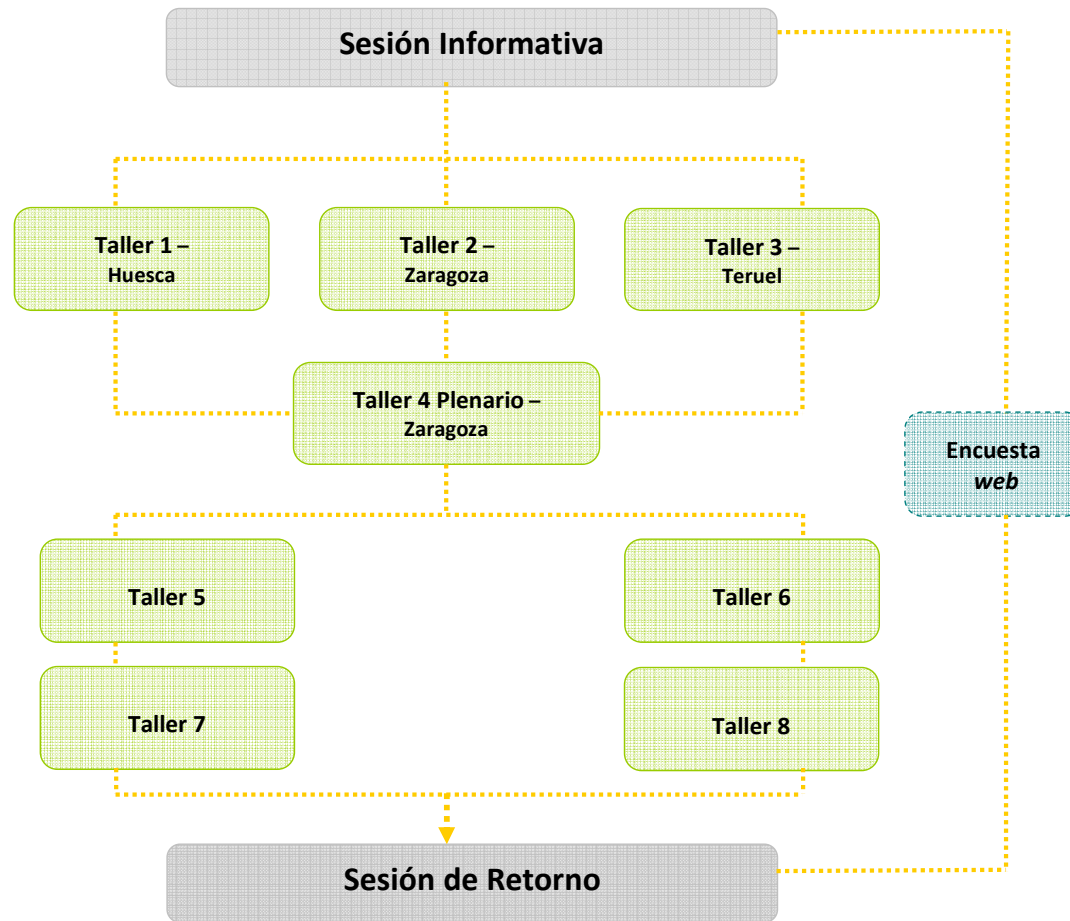 Sesión Informativa
Taller 1 –
Huesca
Taller 2 –
Zaragoza
Taller 3 –
Teruel
Taller 4 Plenario –
Zaragoza
Encuesta
web
Taller 5
Taller 6
Taller 7
Taller 8
Sesión de Retorno